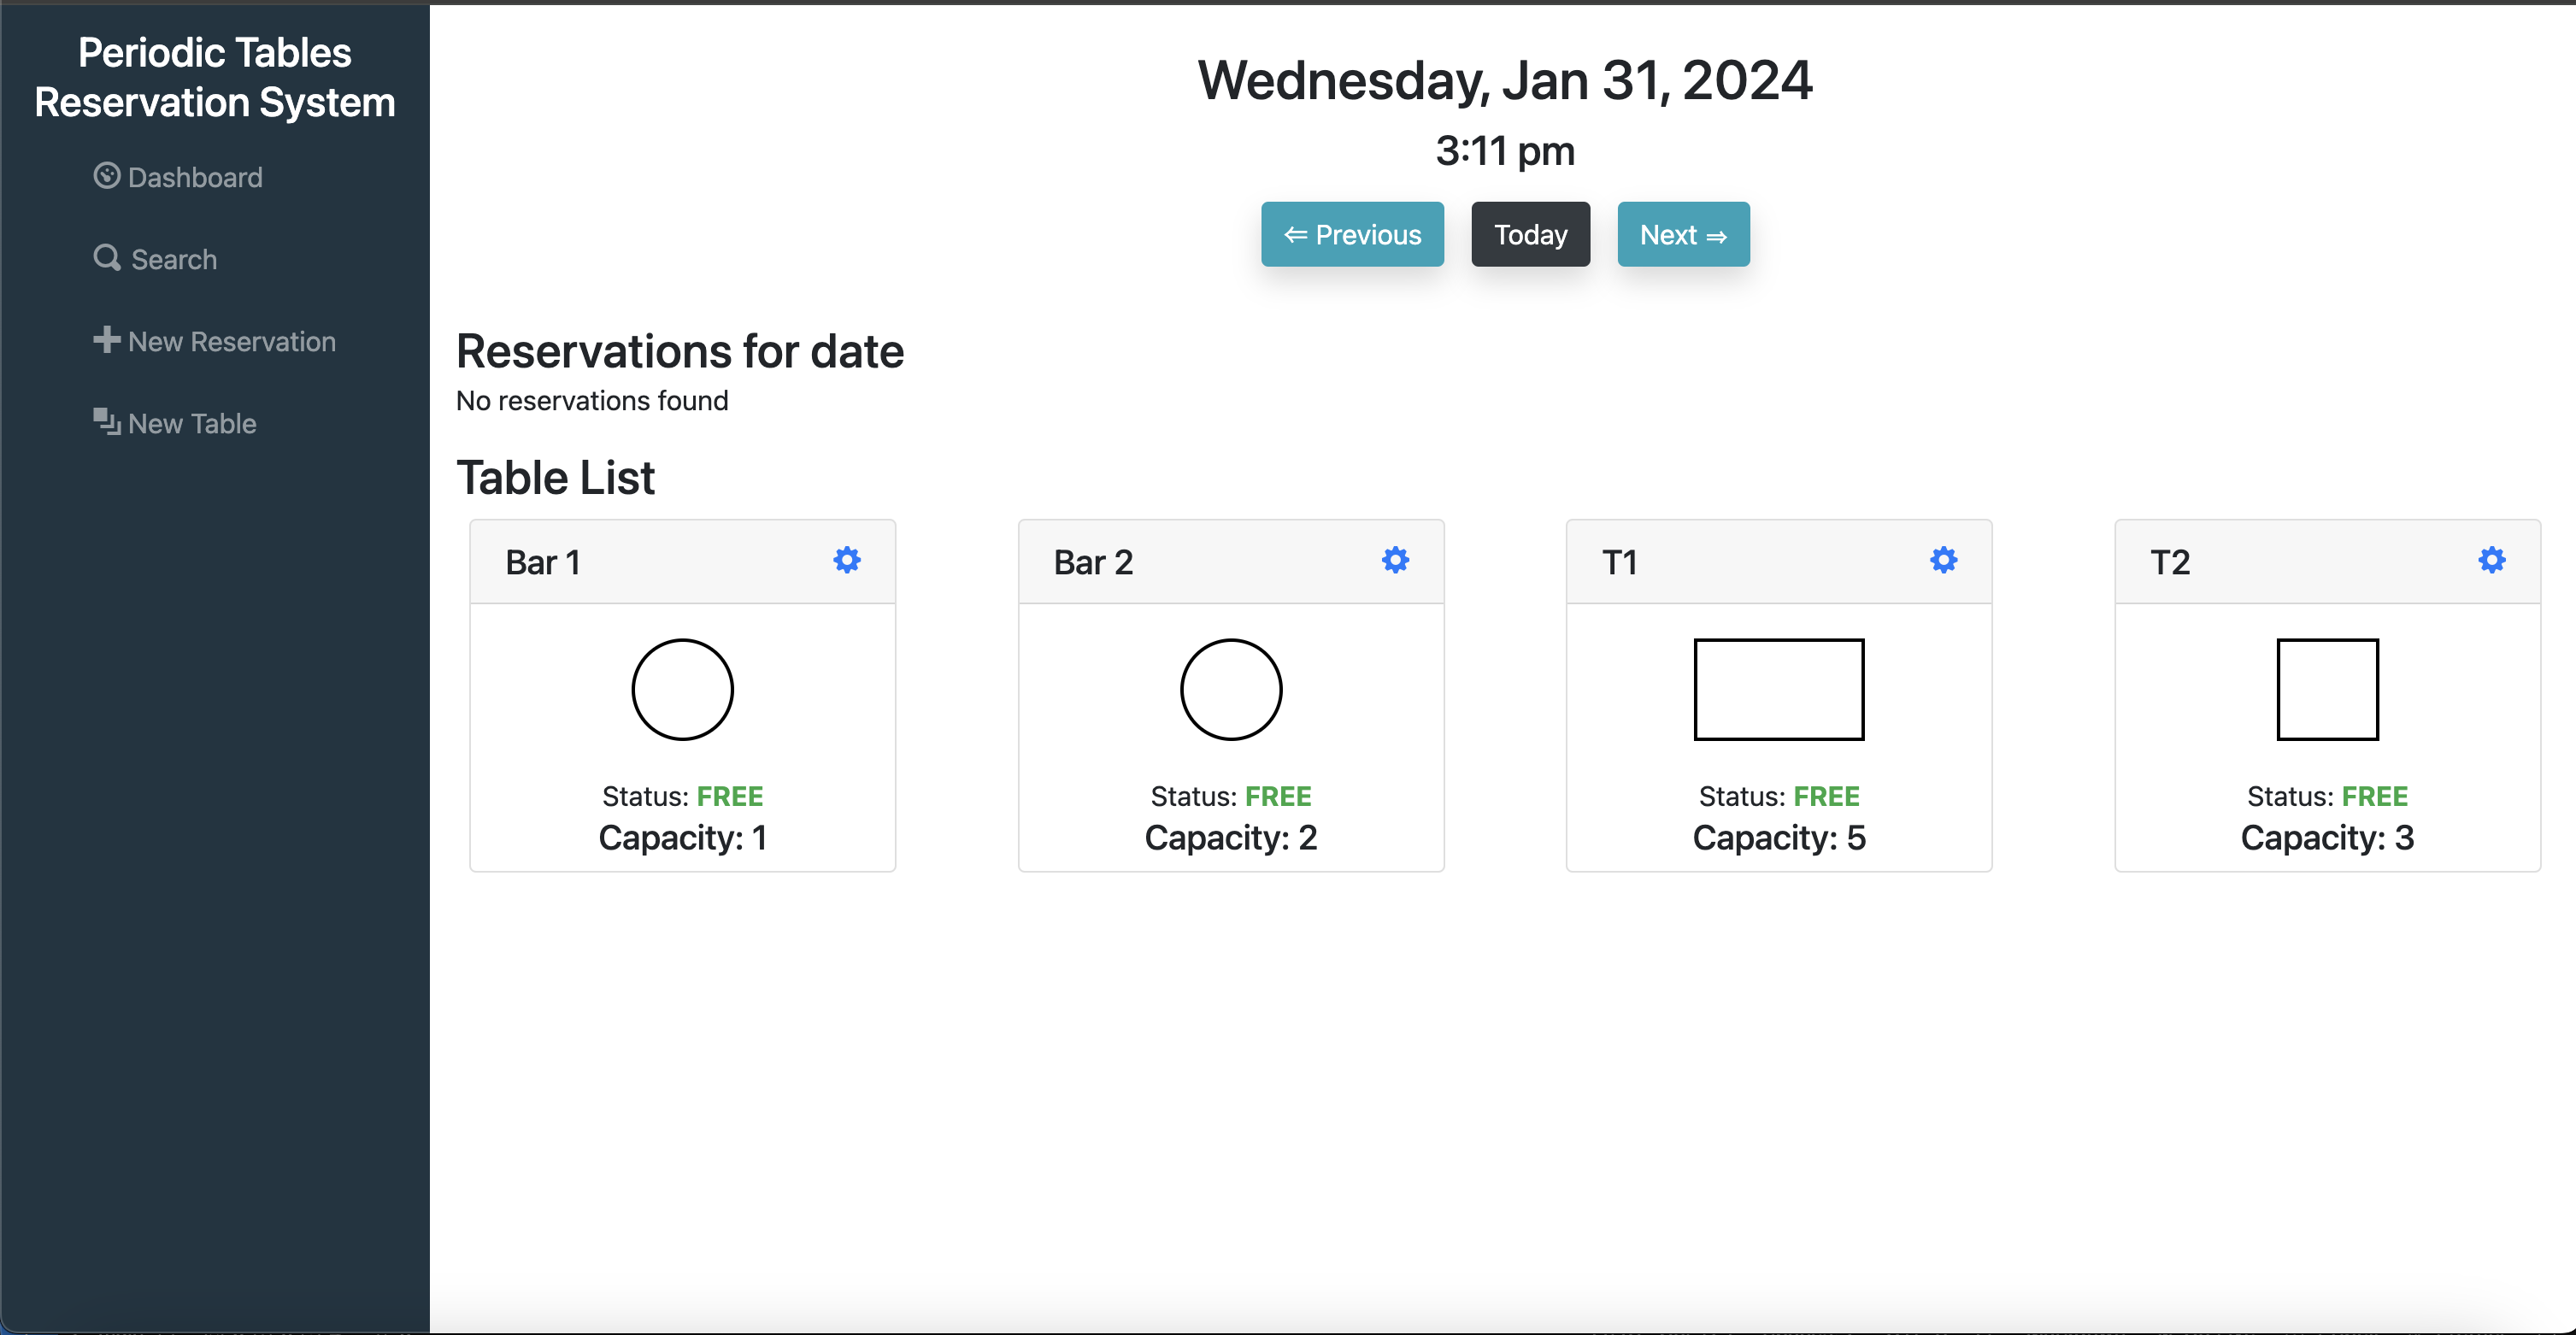 Periodic Tables
Reservation System
Dashboard
Search
New Reservation
New Table
Wednesday, Jan 31, 2024
3:11 pm
⇐ Previous
Today
Next ⇒
Reservations for date
No reservations found
Table List
Bar 1
Status: FREE
Capacity: 1
Bar 2
Status: FREE
Capacity: 2
T1
Status: FREE
Capacity: 5
T2
Status: FREE
Capacity: 3